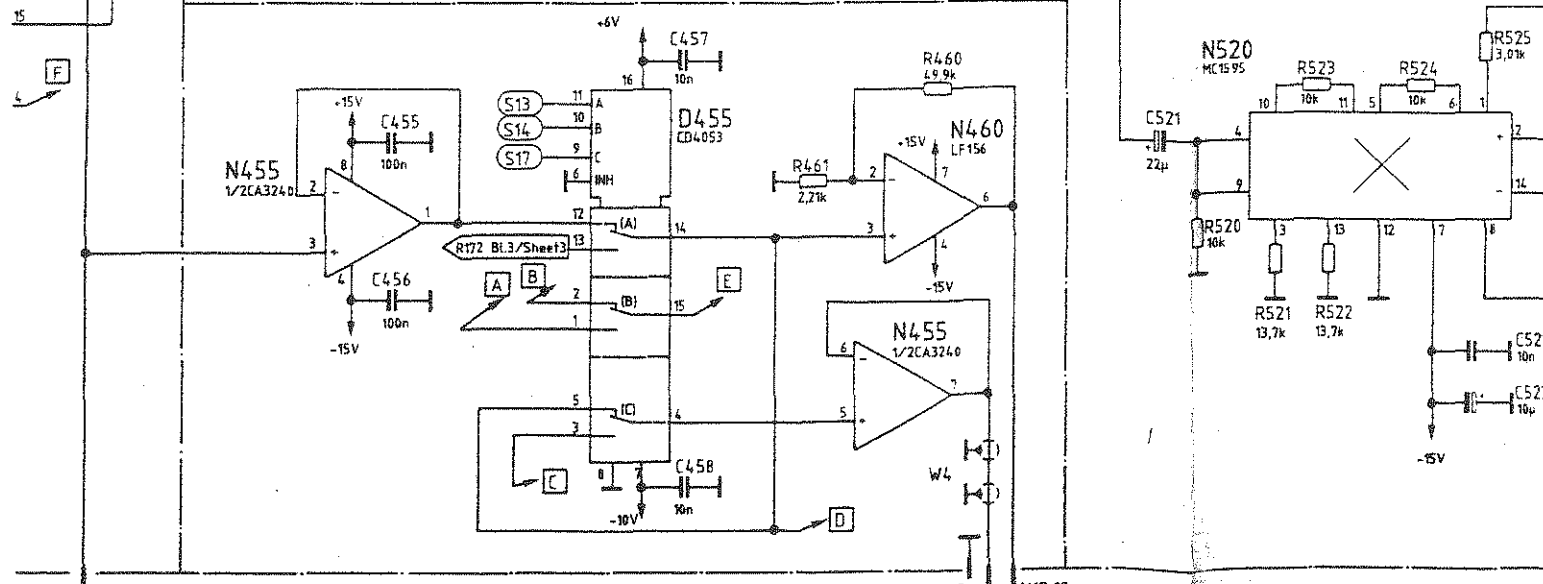 15
F
4
+6V
C457
10n
16
11
A
S13
10
B
S14
9
C
S17
6
INH
D455
CD4053
+15V
C455
100n
8
N455
1/2CA3240
2
-
1
3
+
4
C456
100n
-15V
12
(A)
14
13
R172 Bl.3/Sheet3
A
B
2
(B)
15
E
1
5
(C)
4
3
C
8
7
C458
10n
-10V
D
R460
49,9k
N460
LF156
+15V
7
R461
2,21k
2
-
6
3
+
4
-15V
N455
1/2CA3240
6
-
7
5
+
W4
N520
MC1595
R525
3,01k
R523
10k
R524
10k
10
11
5
6
1
C521
22µ
+
4
+
2
9
-
14
R520
10k
3
13
12
7
8
R521
13,7k
R522
13,7k
10n
10µ
-15V